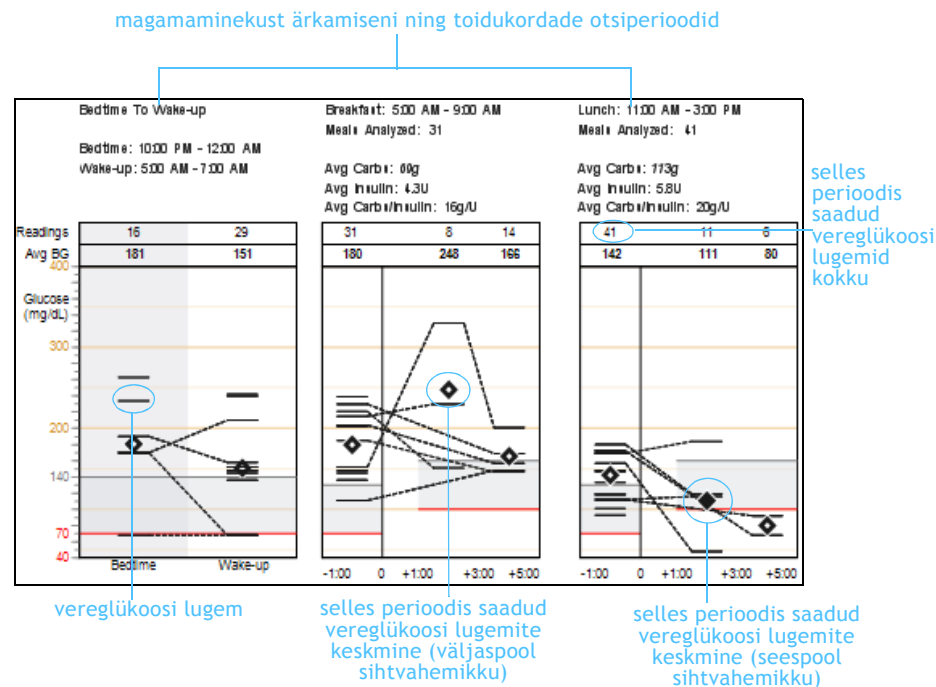 magamaminekust ärkamiseni ning toidukordade otsiperioodid
Bedtime To Wake-up
Bedtime: 10:00 PM - 12:00 AM
Wake-up: 5:00 AM - 7:00 AM
Breakfast: 5:00 AM - 9:00 AM
Meals Analyzed: 31
Avg Carbs: 69g
Avg Insulin: 4.3U
Avg Carbs/Insulin: 16g/U
Lunch: 11:00 AM - 3:00 PM
Meals Analyzed: 41
Avg Carbs: 113g
Avg Insulin: 5.8U
Avg Carbs/Insulin: 20g/U
selles
perioodis
saadud
vereglükoosi
lugemid
kokku
Readings 16 29 31 8 14 41 11 6
Avg BG 181 151 180 248 166 142 111 80
400
Glucose
(mg/dL)
300
200
140
70
40
Bedtime Wake-up
-1:00 0 +1:00 +3:00 +5:00
-1:00 0 +1:00 +3:00 +5:00
vereglükoosi lugem
selles perioodis saadud
vereglükoosi lugemite
keskmine (väljaspool
sihtvahemikku)
selles perioodis saadud
vereglükoosi lugemite
keskmine (seespool
sihtvahemikku)